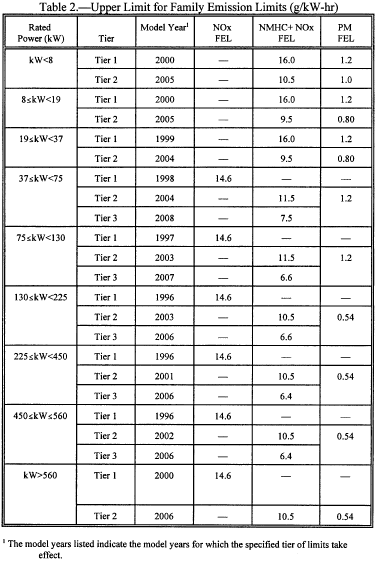 Table 2.—Upper Limit for Family Emission Limits (g/kW-hr)
Rated Power (kW) Tier Model Year¹ NOx FEL NMHC+ NOx FEL PM FEL
kW<8 Tier 1 2000 — 16.0 1.2
Tier 2 2005 — 10.5 1.0
8≤kW<19 Tier 1 2000 — 16.0 1.2
Tier 2 2005 — 9.5 0.80
19≤kW<37 Tier 1 1999 — 16.0 1.2
Tier 2 2004 — 9.5 0.80
37≤kW<75 Tier 1 1998 14.6 — —
Tier 2 2004 — 11.5 1.2
Tier 3 2008 — 7.5
75≤kW<130 Tier 1 1997 14.6 — —
Tier 2 2003 — 11.5 1.2
Tier 3 2007 — 6.6
130≤kW<225 Tier 1 1996 14.6 — —
Tier 2 2003 — 10.5 0.54
Tier 3 2006 — 6.6
225≤kW<450 Tier 1 1996 14.6 — —
Tier 2 2001 — 10.5 0.54
Tier 3 2006 — 6.4
450≤kW≤560 Tier 1 1996 14.6 — —
Tier 2 2002 — 10.5 0.54
Tier 3 2006 — 6.4
kW>560 Tier 1 2000 14.6 — —
Tier 2 2006 — 10.5 0.54
¹ The model years listed indicate the model years for which the specified tier of limits take
effect.